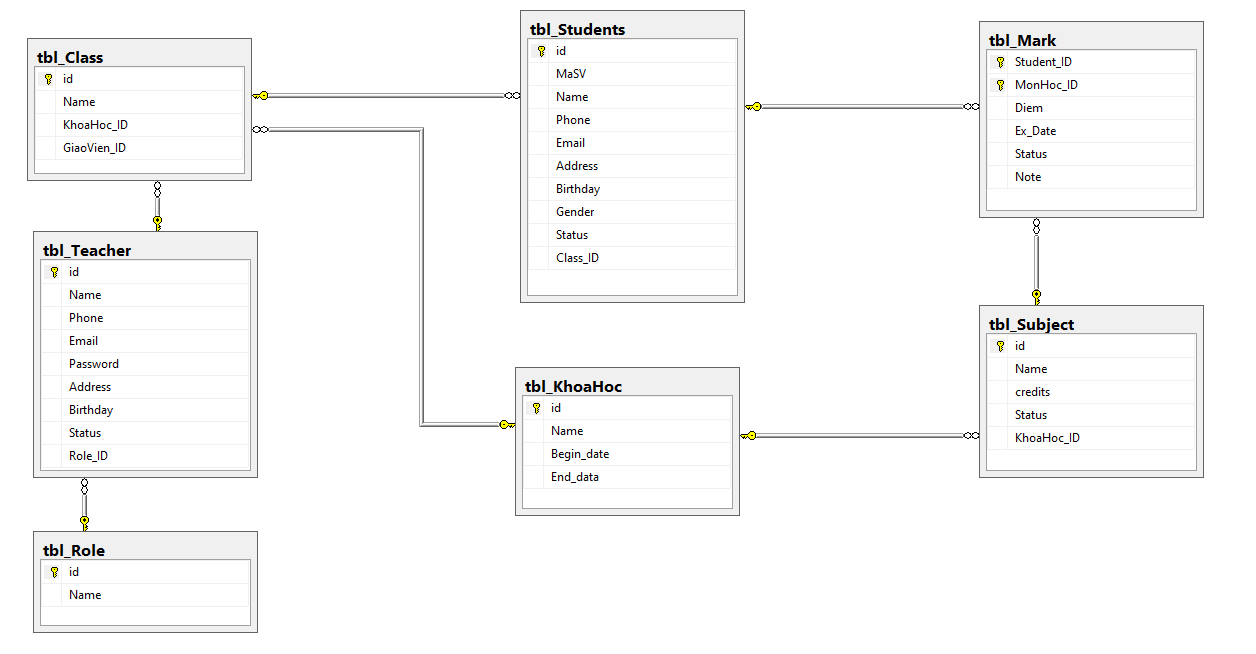 tbl_Class
id
Name
KhoaHoc_ID
GiaoVien_ID
tbl_Students
id
MaSV
Name
Phone
Email
Address
Birthday
Gender
Status
Class_ID
tbl_Mark
Student_ID
MonHoc_ID
Diem
Ex_Date
Status
Note
tbl_Teacher
id
Name
Phone
Email
Password
Address
Birthday
Status
Role_ID
tbl_KhoaHoc
id
Name
Begin_date
End_data
tbl_Subject
id
Name
credits
Status
KhoaHoc_ID
tbl_Role
id
Name